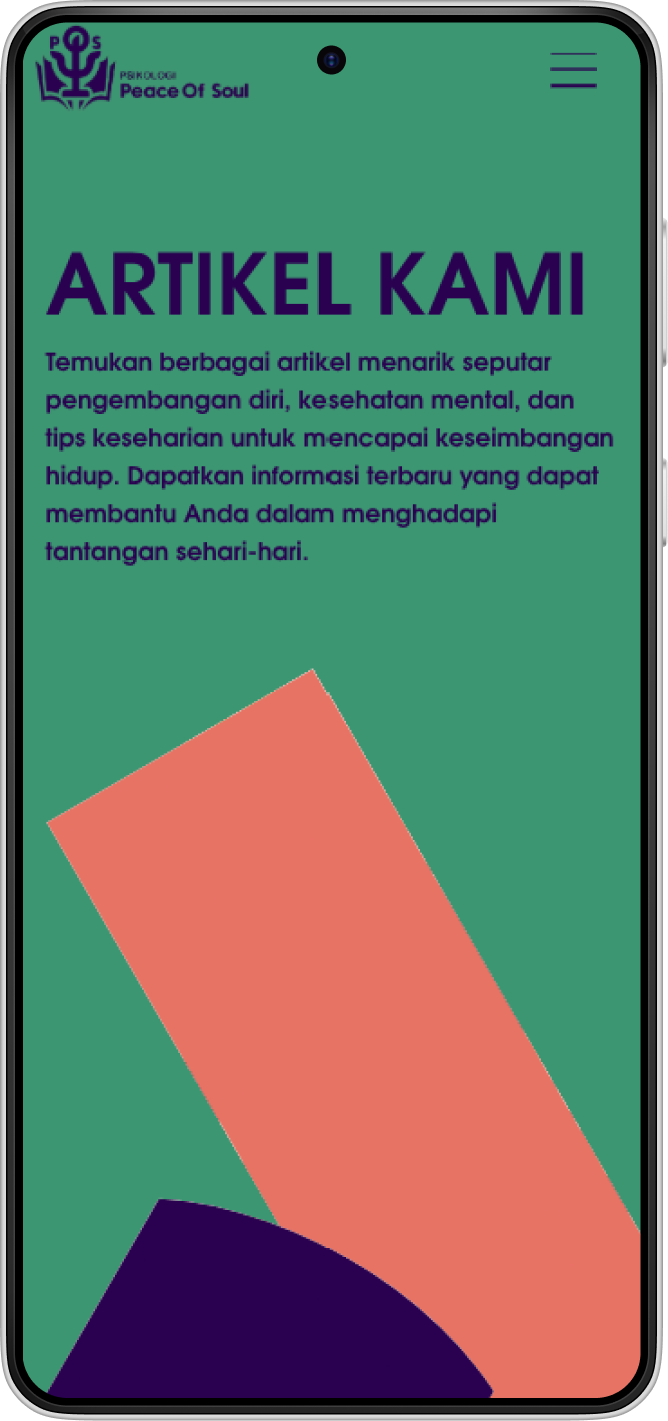 P S
PSIKOLOGI
Peace Of Soul
ARTIKEL KAMI
Temukan berbagai artikel menarik seputar
pengembangan diri, kesehatan mental, dan
tips keseharian untuk mencapai keseimbangan
hidup. Dapatkan informasi terbaru yang dapat
membantu Anda dalam menghadapi
tantangan sehari-hari.